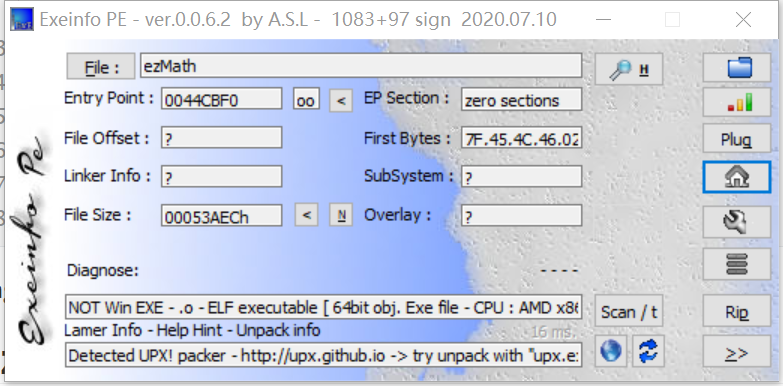 Exeinfo PE - ver.0.0.6.2 by A.S.L - 1083+97 sign 2020.07.10
File : ezMath H
Entry Point : 0044CBF0 oo < EP Section : zero sections
File Offset : ? First Bytes : 7F.45.4C.46.02 Plug
Linker Info : ? SubSystem : ?
File Size : 00053AECh < N Overlay : ?
Diagnose: - - - -
NOT Win EXE - .o - ELF executable [ 64bit obj. Exe file - CPU : AMD x86 Scan / t Rip
Lamer Info - Help Hint - Unpack info 16 ms.
Detected UPX! packer - http://upx.github.io -> try unpack with "upx.ex >>
Exeinfo Pe